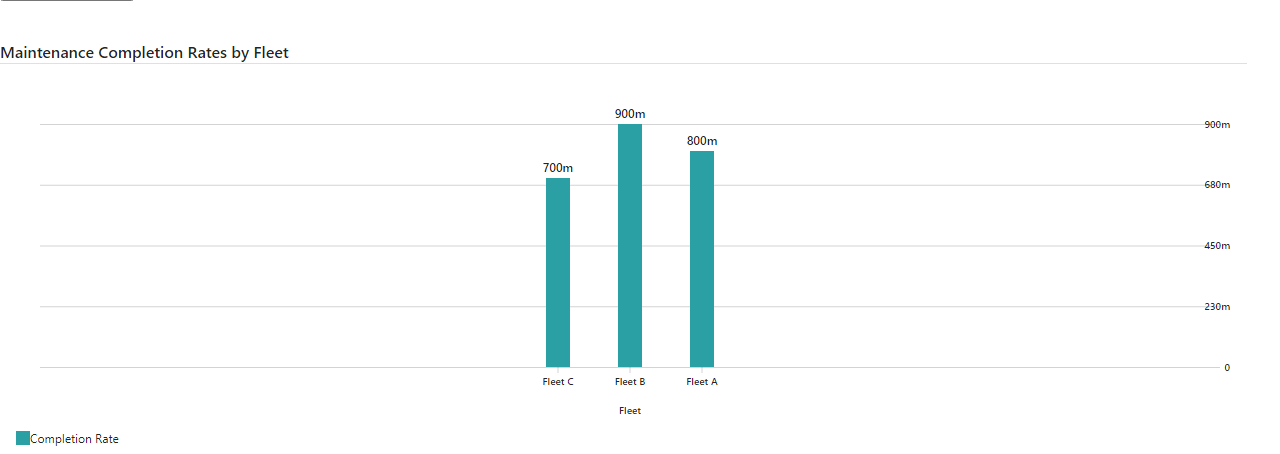 Maintenance Completion Rates by Fleet
900m
800m
700m
900m
680m
450m
230m
0
Fleet C
Fleet B
Fleet A
Fleet
Completion Rate